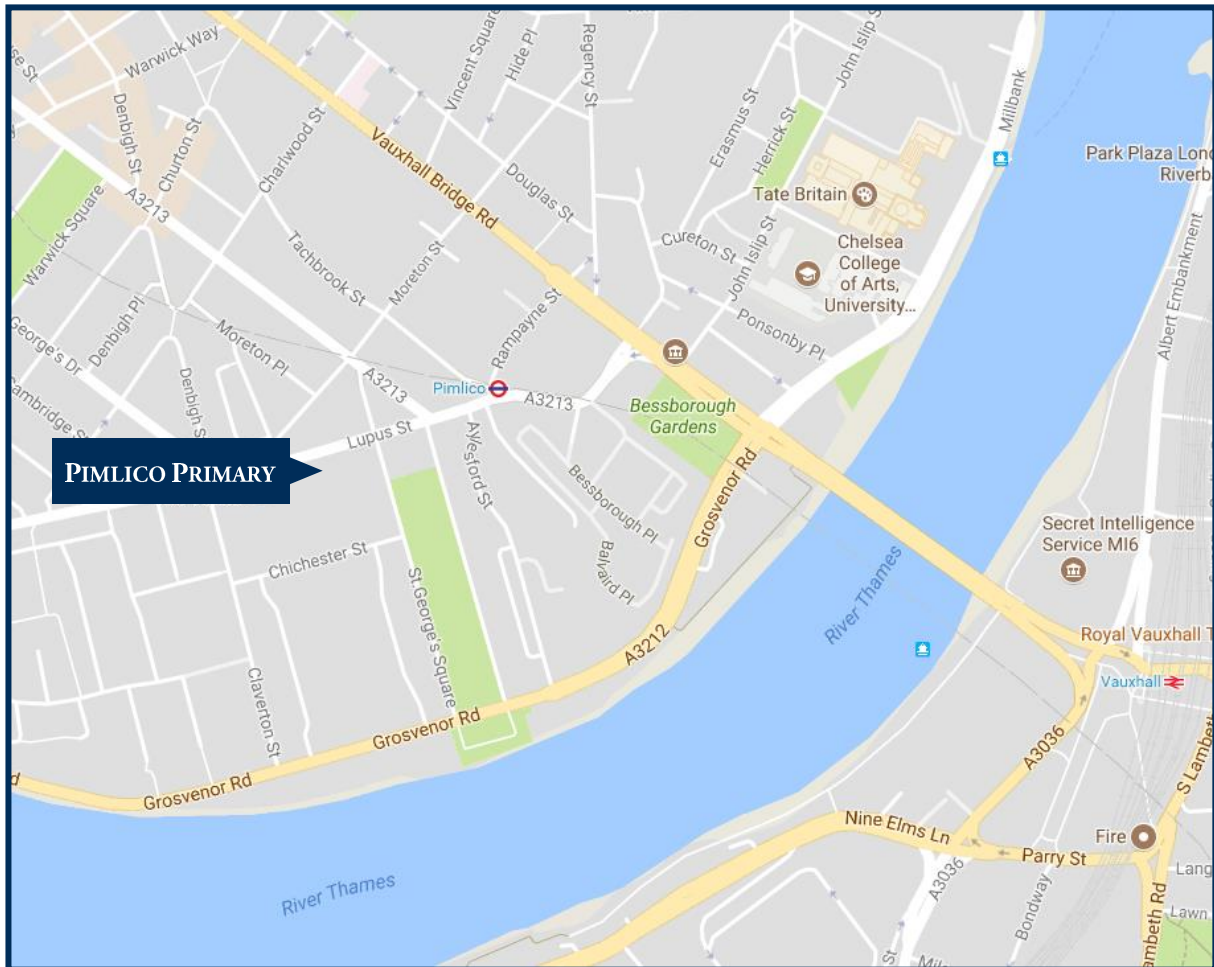 Warwick Way
Denbigh St
Churton St
Charlwood St
Vincent Square
Hide Pl
Regency St
John Islip St
Millbank
Erasmus St
Herrick St
Vauxhall Bridge Rd
Douglas St
Tate Britain
Park Plaza Lond
Riverb
A3213
Warwick Square
Tachbrook St
Moreton St
Cureton St
John Islip St
Chelsea
College
of Arts,
University...
Albert Embankment
George's Dr
Denbigh Pl
Moreton Pl
Rampayne St
Ponsonby Pl
Cambridge St
Denbigh S
A3213
Pimlico
A3213
Bessborough
Gardens
Lupus St
PIMLICO PRIMARY
Aylesford St
Bessborough Pl
Grosvenor Rd
Secret Intelligence
Service MI6
Chichester St
Balvaird Pl
River Thames
St.George's Square
A3212
Royal Vauxhall T
Vauxhall
Claverton St
Grosvenor Rd
Grosvenor Rd
A3036
S Lambeth
Nine Elms Ln
Fire
Parry St
A3036
Bondway
Lang
River Thames
Lawn
ambeth Rd
St